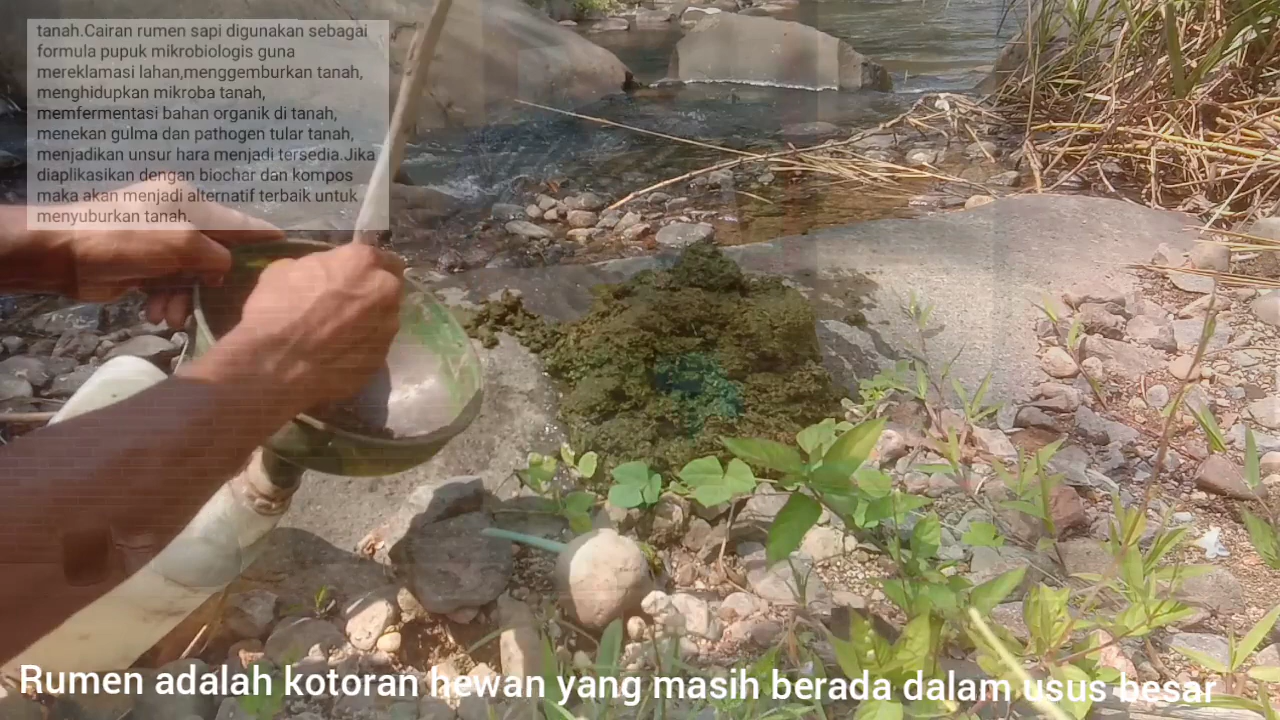 tanah.Cairan rumen sapi digunakan sebagai
formula pupuk mikrobiologis guna
mereklamasi lahan,menggemburkan tanah,
menghidupkan mikroba tanah,
memfermentasi bahan organik di tanah,
menekan gulma dan pathogen tular tanah,
menjadikan unsur hara menjadi tersedia.Jika
diaplikasikan dengan biochar dan kompos
maka akan menjadi alternatif terbaik untuk
menyuburkan tanah.
Rumen adalah kotoran hewan yang masih berada dalam usus besar